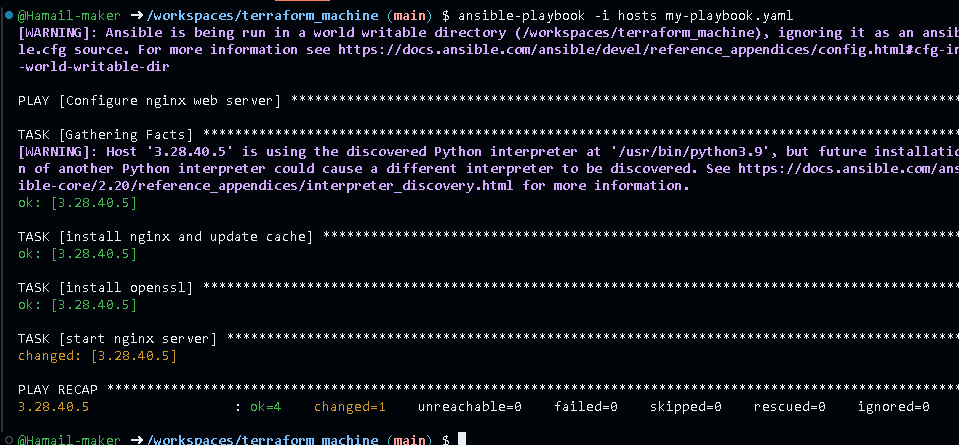 @Hamail-maker ➜ /workspaces/terraform_machine (main) $ ansible-playbook -i hosts my-playbook.yaml
[WARNING]: Ansible is being run in a world writable directory (/workspaces/terraform_machine), ignoring it as an ansib
le.cfg source. For more information see https://docs.ansible.com/ansible/devel/reference_appendices/config.html#cfg-in
-world-writable-dir
PLAY [Configure nginx web server] ***********************************************************************************
TASK [Gathering Facts] **********************************************************************************************
[WARNING]: Host '3.28.40.5' is using the discovered Python interpreter at '/usr/bin/python3.9', but future installatio
n of another Python interpreter could cause a different interpreter to be discovered. See https://docs.ansible.com/ans
ible-core/2.20/reference_appendices/interpreter_discovery.html for more information.
ok: [3.28.40.5]
TASK [install nginx and update cache] *******************************************************************************
ok: [3.28.40.5]
TASK [install openssl] **********************************************************************************************
ok: [3.28.40.5]
TASK [start nginx server] *******************************************************************************************
changed: [3.28.40.5]
PLAY RECAP **********************************************************************************************************
3.28.40.5 : ok=4 changed=1 unreachable=0 failed=0 skipped=0 rescued=0 ignored=0
@Hamail-maker ➜ /workspaces/terraform_machine (main) $